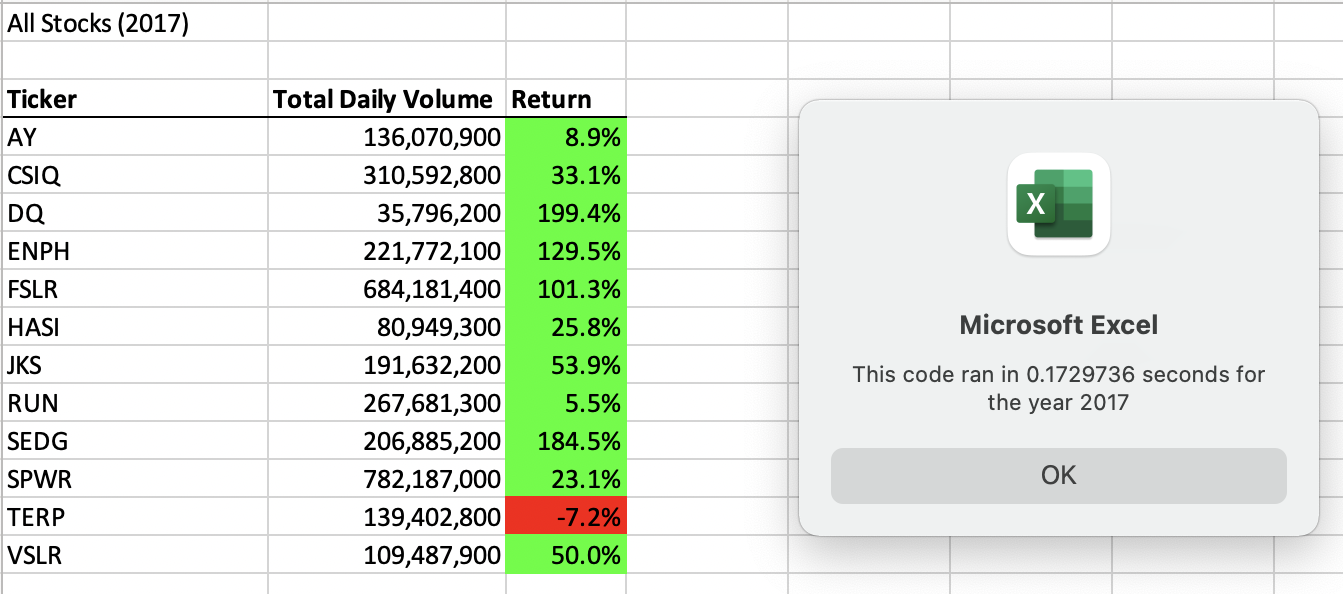 All Stocks (2017)
Ticker Total Daily Volume Return
AY 136,070,900 8.9%
CSIQ 310,592,800 33.1%
DQ 35,796,200 199.4%
ENPH 221,772,100 129.5%
FSLR 684,181,400 101.3%
HASI 80,949,300 25.8%
JKS 191,632,200 53.9%
RUN 267,681,300 5.5%
SEDG 206,885,200 184.5%
SPWR 782,187,000 23.1%
TERP 139,402,800 -7.2%
VSLR 109,487,900 50.0%
X
Microsoft Excel
This code ran in 0.1729736 seconds for
the year 2017
OK